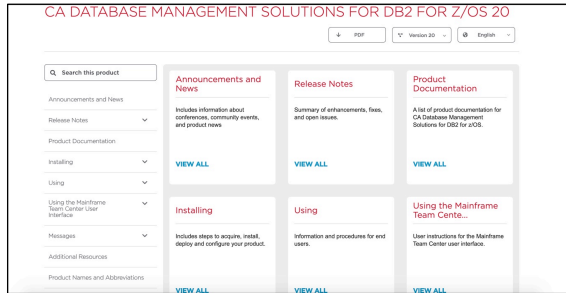 CA DATABASE MANAGEMENT SOLUTIONS FOR DB2 FOR Z/OS 20
PDF
Version 20
English
Search this product
Announcements and News
Release Notes
Product Documentation
Installing
Using
Using the Mainframe
Team Center User
Interface
Messages
Additional Resources
Product Names and Abbreviations
Announcements and
News
Includes information about
conferences, community events,
and product news
VIEW ALL
Release Notes
Summary of enhancements, fixes,
and open issues.
VIEW ALL
Product
Documentation
A list of product documentation for
CA Database Management
Solutions for DB2 for z/OS.
VIEW ALL
Installing
Includes steps to acquire, install,
deploy and configure your product.
VIEW ALL
Using
Information and procedures for end
users.
VIEW ALL
Using the Mainframe
Team Cente...
User instructions for the Mainframe
Team Center user interface.
VIEW ALL